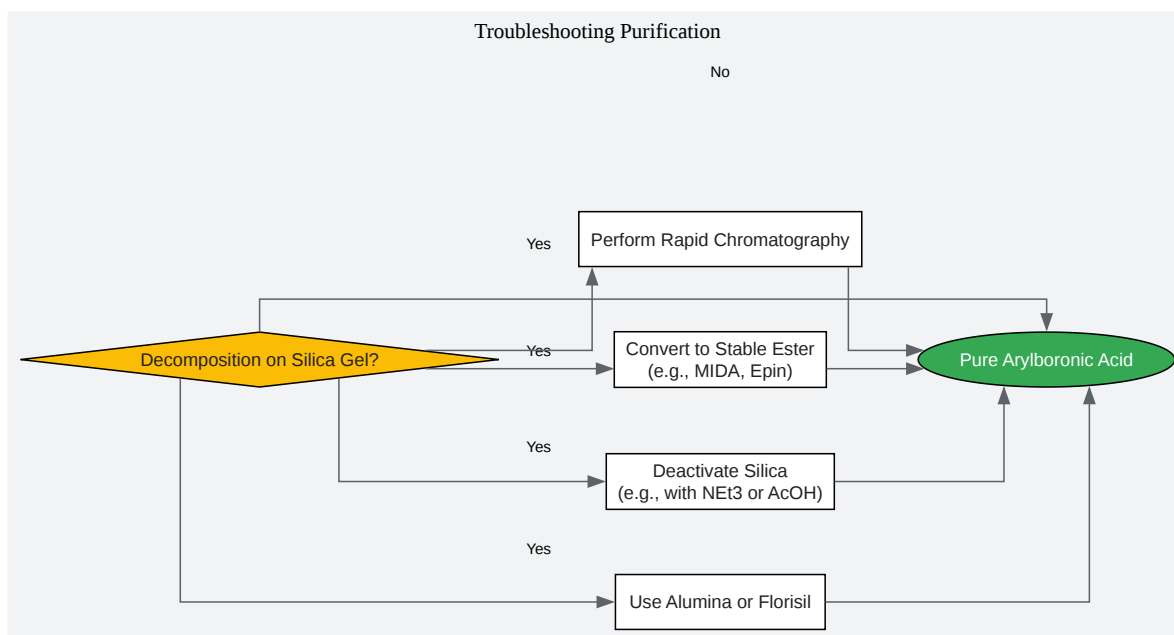 Troubleshooting Purification
No
Yes
Perform Rapid Chromatography
Decomposition on Silica Gel?
Yes
Convert to Stable Ester
(e.g., MIDA, Epin)
Pure Arylboronic Acid
Yes
Deactivate Silica
(e.g., with NEt3 or AcOH)
Yes
Use Alumina or Florisil